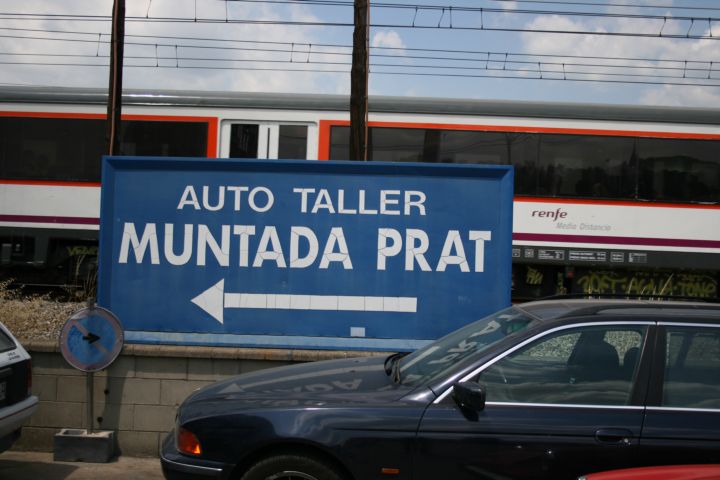 AUTO TALLER
MUNTADA PRAT
renfe
Media Distancia